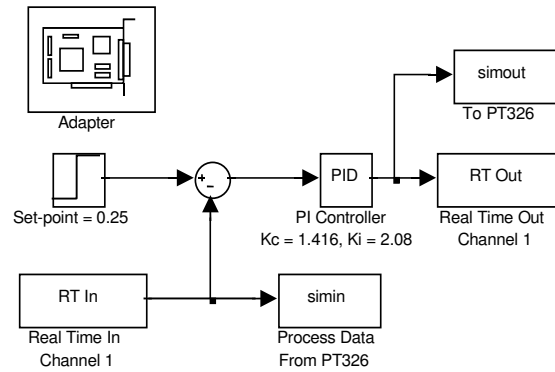 Adapter
simout
To PT326
Set-point = 0.25
+
−
PID
PI Controller
Kc = 1.416, Ki = 2.08
RT Out
Real Time Out
Channel 1
RT In
Real Time In
Channel 1
simin
Process Data
From PT326